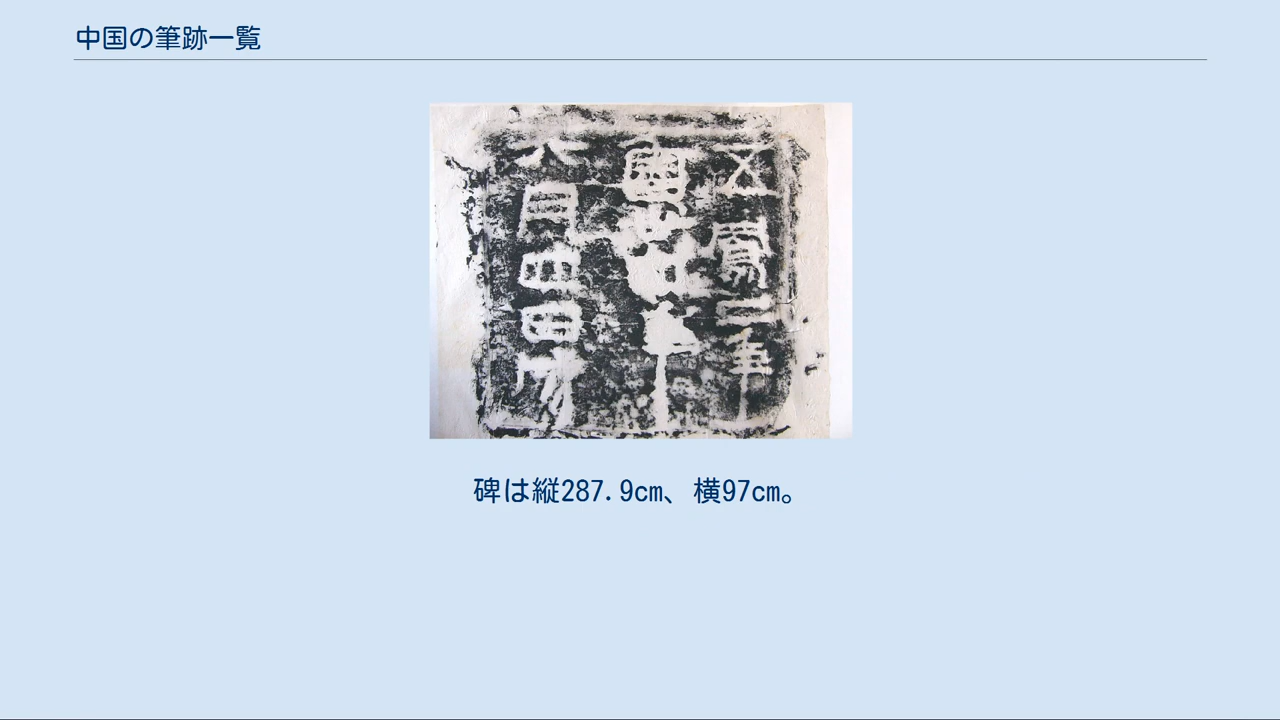 中国の筆跡一覧
五鳳二年
魯卅四年
六月四日成
碑は縦287.9cm、横97cm。